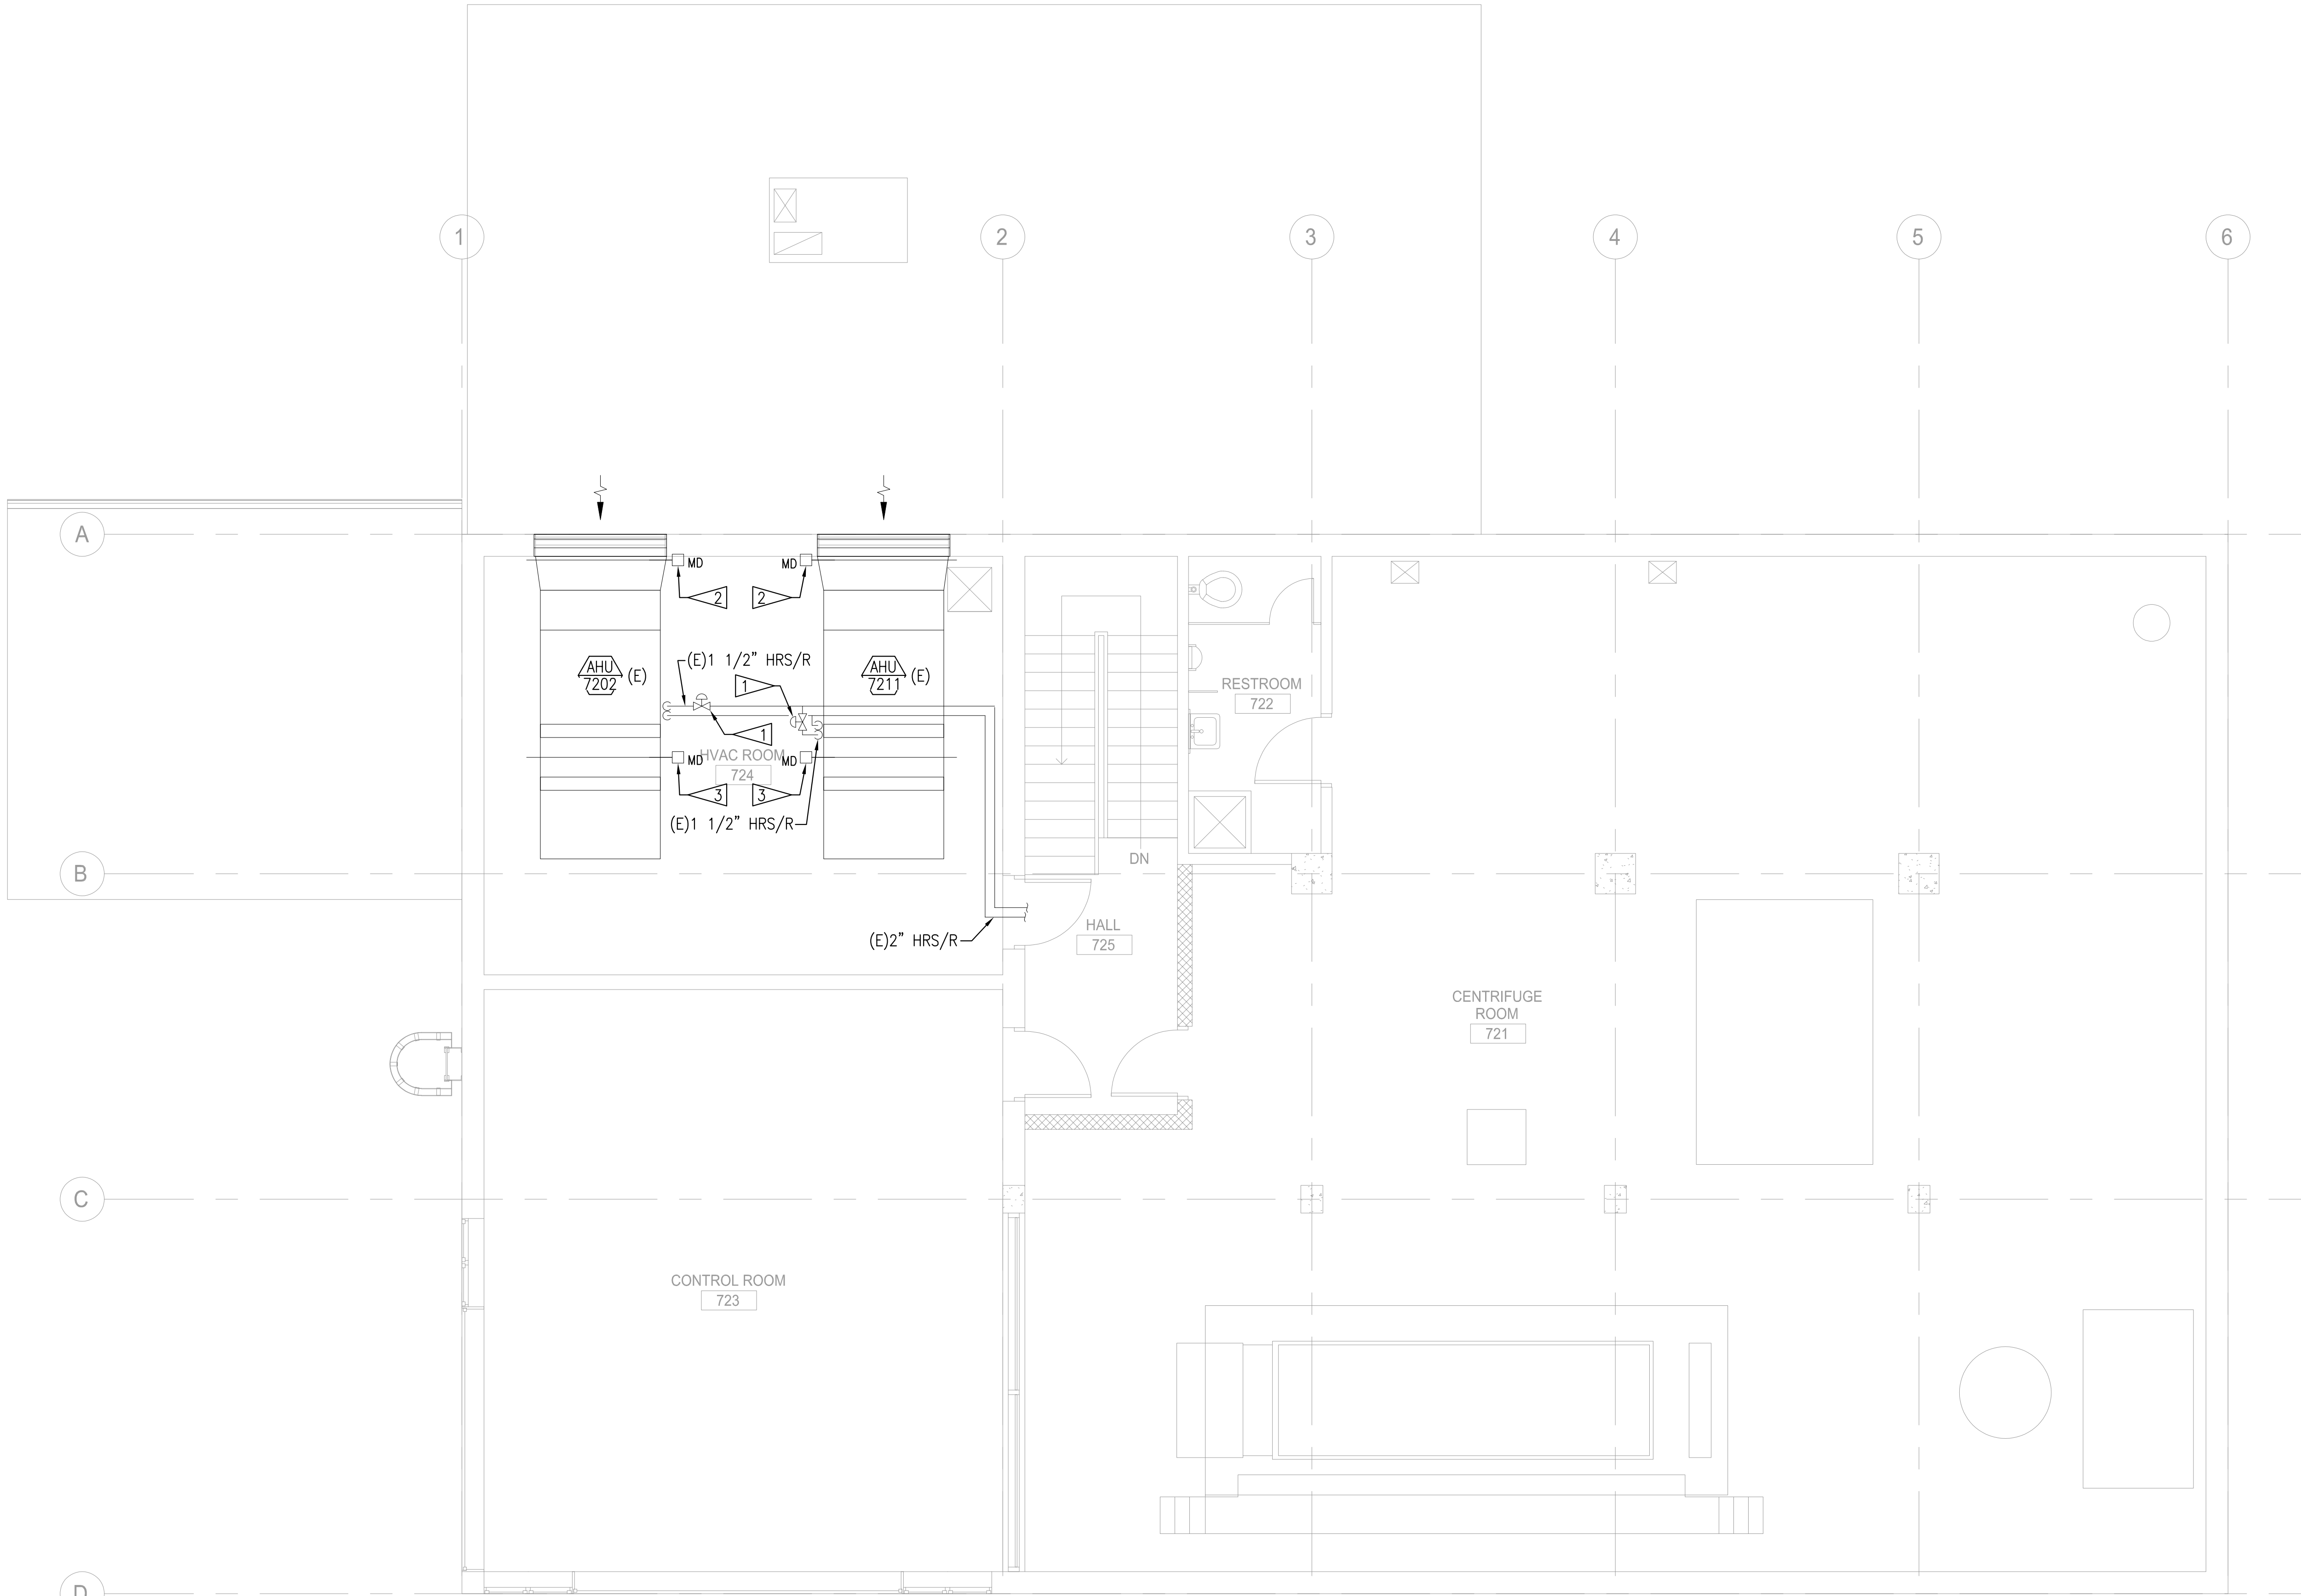 1
2
3
4
5
6
A
MD
MD
2
2
(E)1 1/2" HRS/R
AHU
7202
(E)
AHU
7211
(E)
1
1
RESTROOM
722
MD
HVAC ROOM
724
MD
3
3
(E)1 1/2" HRS/R
DN
B
(E)2" HRS/R
HALL
725
CENTRIFUGE
ROOM
721
C
CONTROL ROOM
723
D